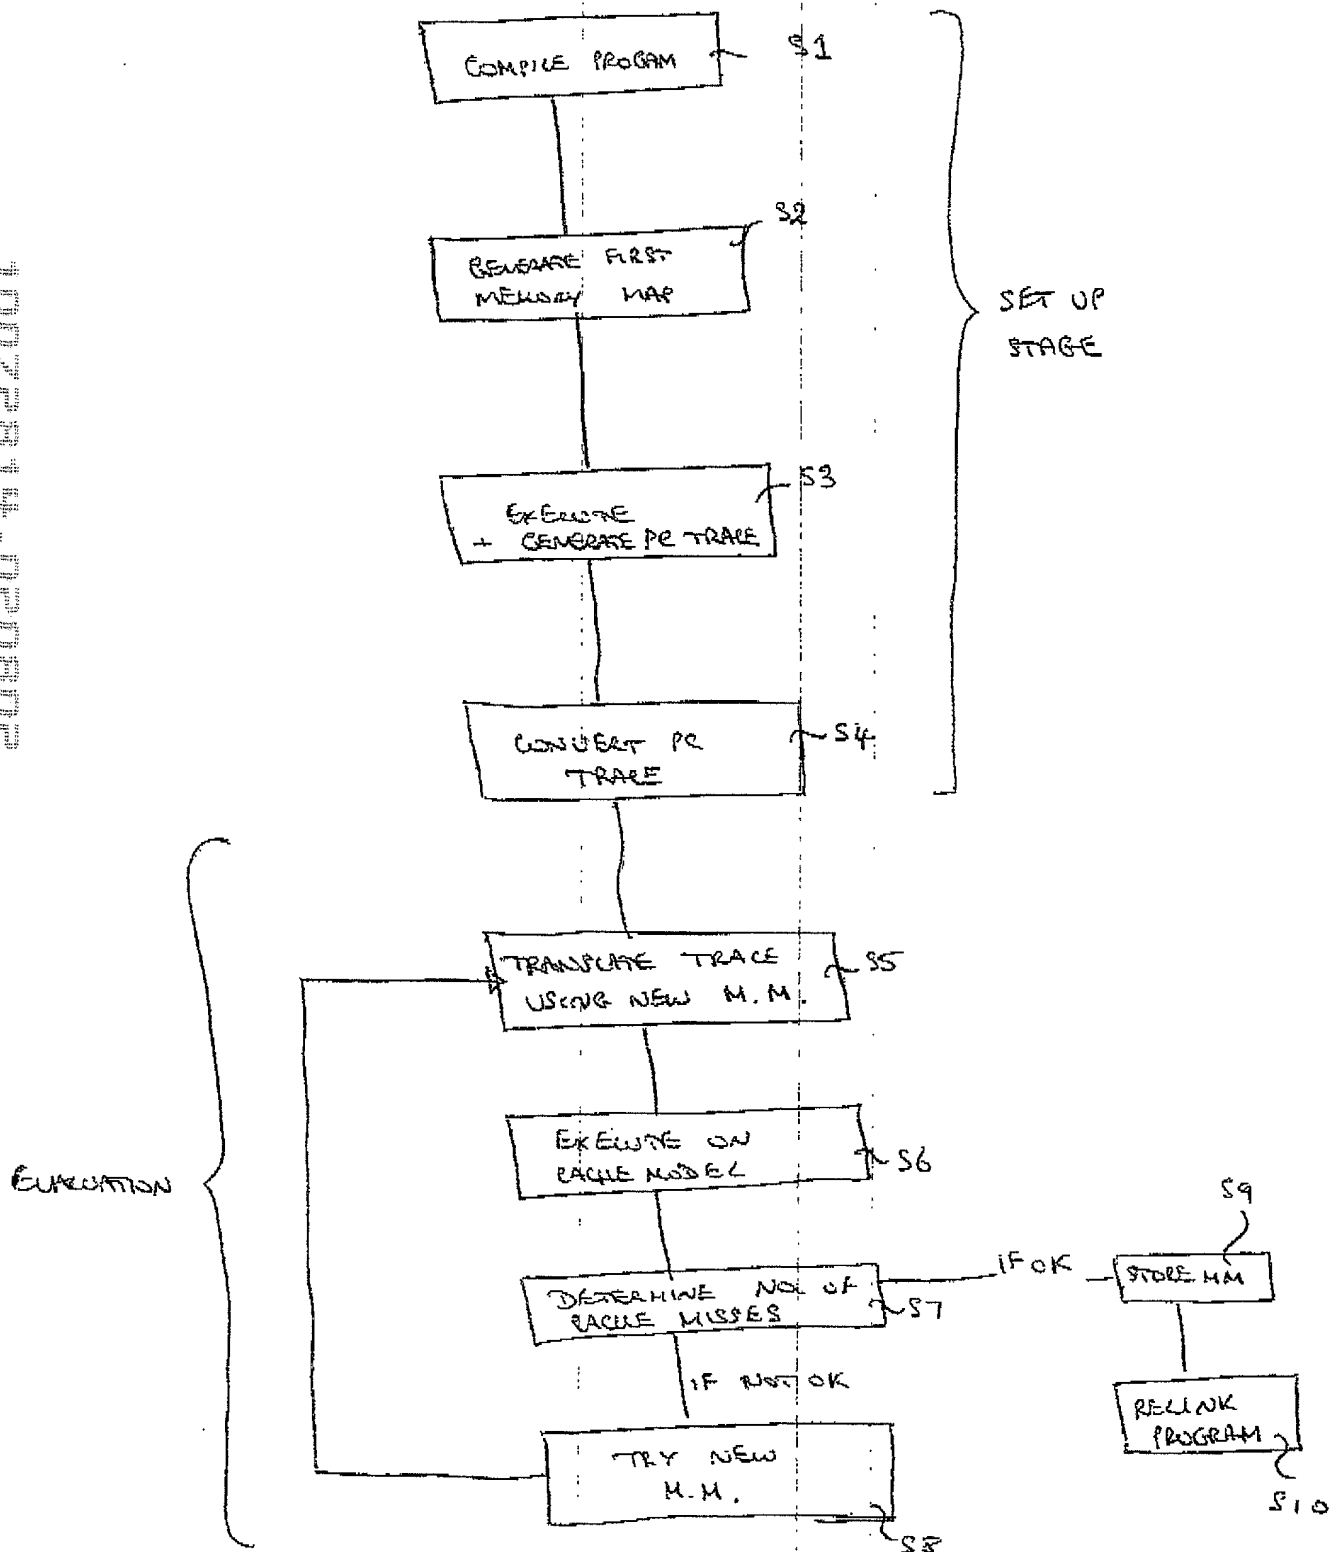 COMPILE PROGAM
S1
S2
GENERATE FIRST
MEMORY MAP
SET UP
STAGE
S3
EXECUTE
+ GENERATE PC TRACE
CONVERT PC
TRACE
S4
TRANSLATE TRACE
USING NEW M.M.
S5
EXECUTE ON
CACHE MODEL
S6
EVALUATION
DETERMINE NO. OF
CACHE MISSES
S7
IF OK
S9
STORE MM
IF NOT OK
RELINK
PROGRAM
S10
TRY NEW
M.M.
S8